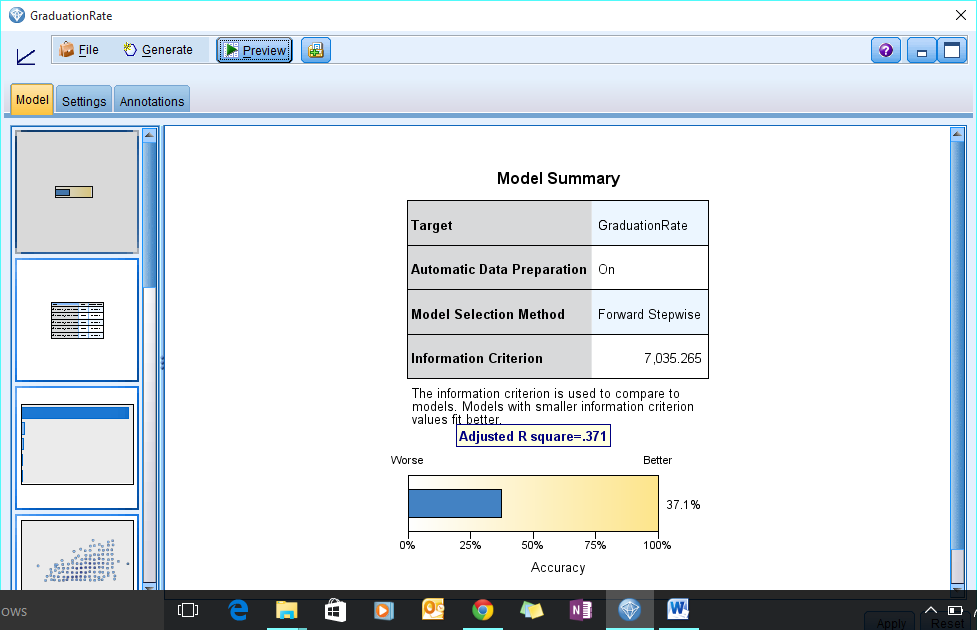 GraduationRate
File Generate Preview
Model Settings Annotations
Model Summary
Target GraduationRate
Automatic Data Preparation On
Model Selection Method Forward Stepwise
Information Criterion 7,035.265
The information criterion is used to compare to
models. Models with smaller information criterion
values fit better.
Adjusted R square=.371
Worse Better
37.1%
0% 25% 50% 75% 100%
Accuracy
ows
Apply Reset